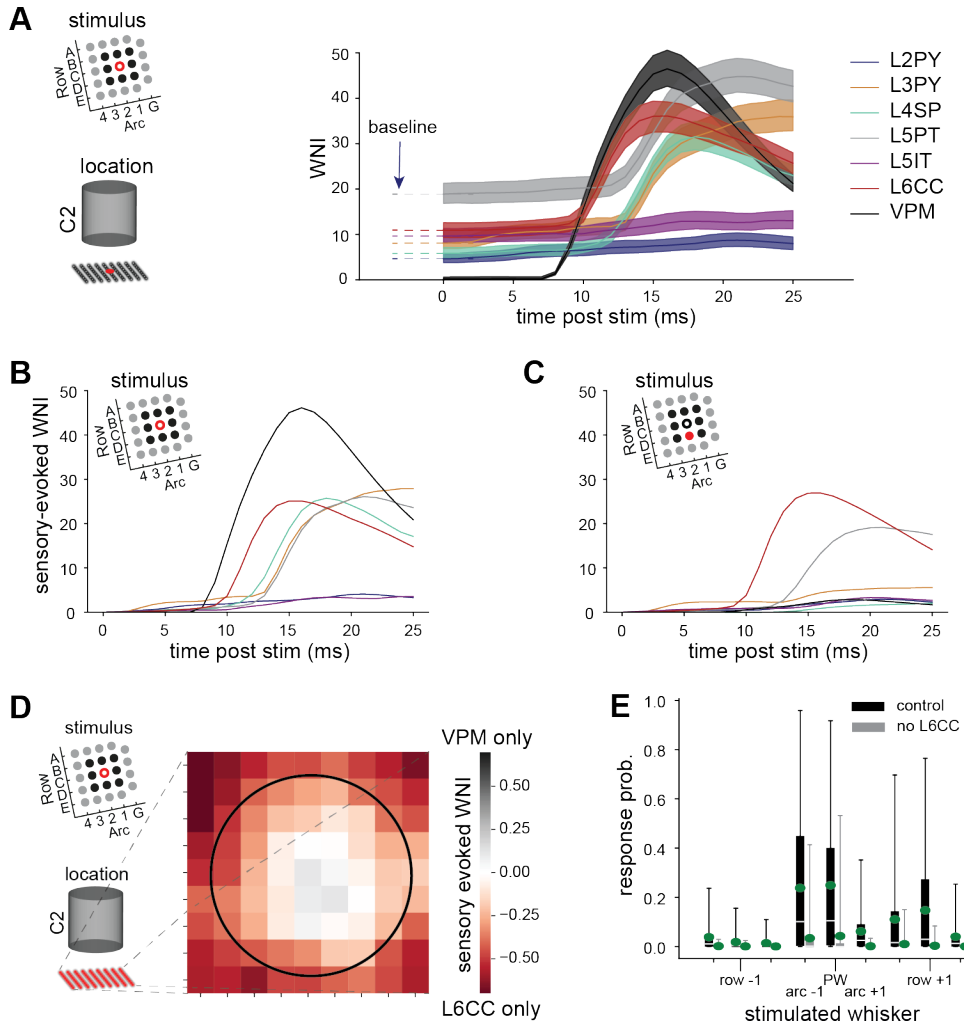 A
stimulus
Row
A
B
C
D
E
4 3 2 1 G
Arc
location
C2
baseline
WNI
50
40
30
20
10
0
0 5 10 15 20 25
time post stim (ms)
L2PY
L3PY
L4SP
L5PT
L5IT
L6CC
VPM
B
stimulus
Row
A
B
C
D
E
4 3 2 1 G
Arc
sensory-evoked WNI
50
40
30
20
10
0
0 5 10 15 20 25
time post stim (ms)
C
stimulus
Row
A
B
C
D
E
4 3 2 1 G
Arc
50
40
30
20
10
0
0 5 10 15 20 25
time post stim (ms)
D
stimulus
Row
A
B
C
D
E
4 3 2 1 G
Arc
location
C2
VPM only
0.50
0.25
0.00
−0.25
−0.50
sensory evoked WNI
L6CC only
E
control
no L6CC
response prob.
1.0
0.8
0.6
0.4
0.2
0.0
row -1 PW row +1
arc -1 arc +1
stimulated whisker